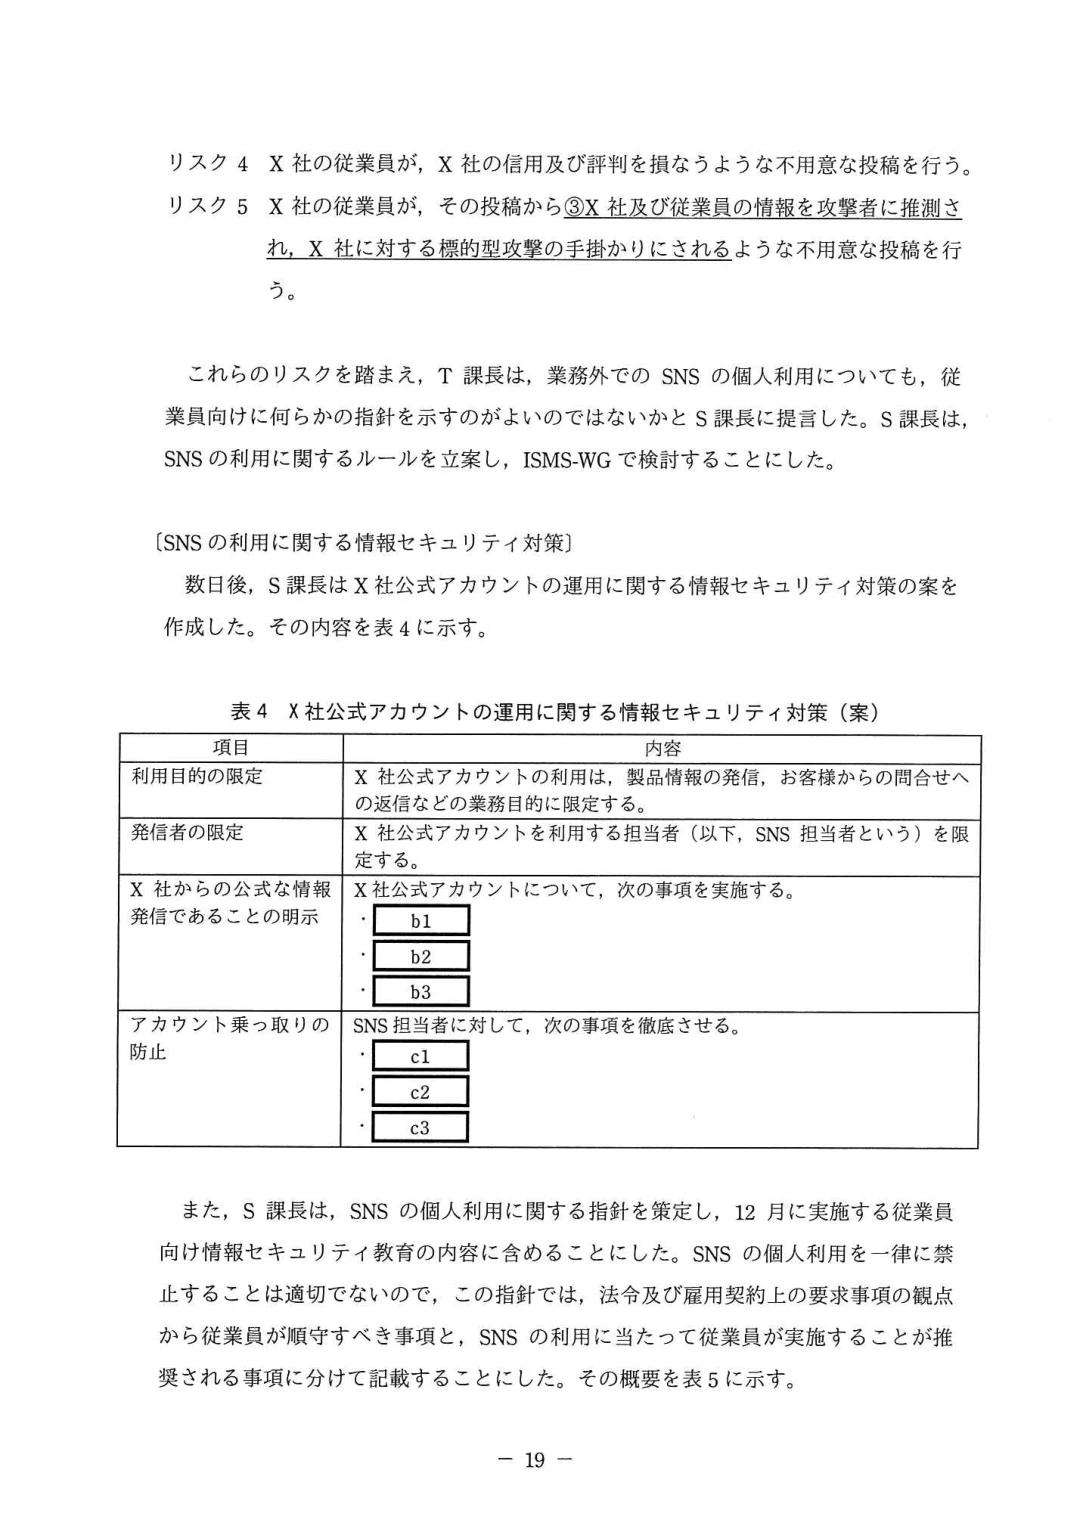 リスク 4　X 社の従業員が，X 社の信用及び評判を損なうような不用意な投稿を行う。
リスク 5　X 社の従業員が，その投稿から③X 社及び従業員の情報を攻撃者に推測さ
れ，X 社に対する標的型攻撃の手掛かりにされるような不用意な投稿を行
う。
これらのリスクを踏まえ，T 課長は，業務外での SNS の個人利用についても，従
業員向けに何らかの指針を示すのがよいのではないかと S 課長に提言した。S 課長は，
SNS の利用に関するルールを立案し，ISMS-WG で検討することにした。
〔SNS の利用に関する情報セキュリティ対策〕
数日後，S 課長は X 社公式アカウントの運用に関する情報セキュリティ対策の案を
作成した。その内容を表 4 に示す。
表 4　X 社公式アカウントの運用に関する情報セキュリティ対策（案）
項目　内容
利用目的の限定　X 社公式アカウントの利用は，製品情報の発信，お客様からの問合せへ
の返信などの業務目的に限定する。
発信者の限定　X 社公式アカウントを利用する担当者（以下，SNS 担当者という）を限
定する。
X 社からの公式な情報　X 社公式アカウントについて，次の事項を実施する。
発信であることの明示　・ b1
・ b2
・ b3
アカウント乗っ取りの　SNS 担当者に対して，次の事項を徹底させる。
防止　・ c1
・ c2
・ c3
また，S 課長は，SNS の個人利用に関する指針を策定し，12 月に実施する従業員
向け情報セキュリティ教育の内容に含めることにした。SNS の個人利用を一律に禁
止することは適切でないので，この指針では，法令及び雇用契約上の要求事項の観点
から従業員が順守すべき事項と，SNS の利用に当たって従業員が実施することが推
奨される事項に分けて記載することにした。その概要を表 5 に示す。
－ 19 －